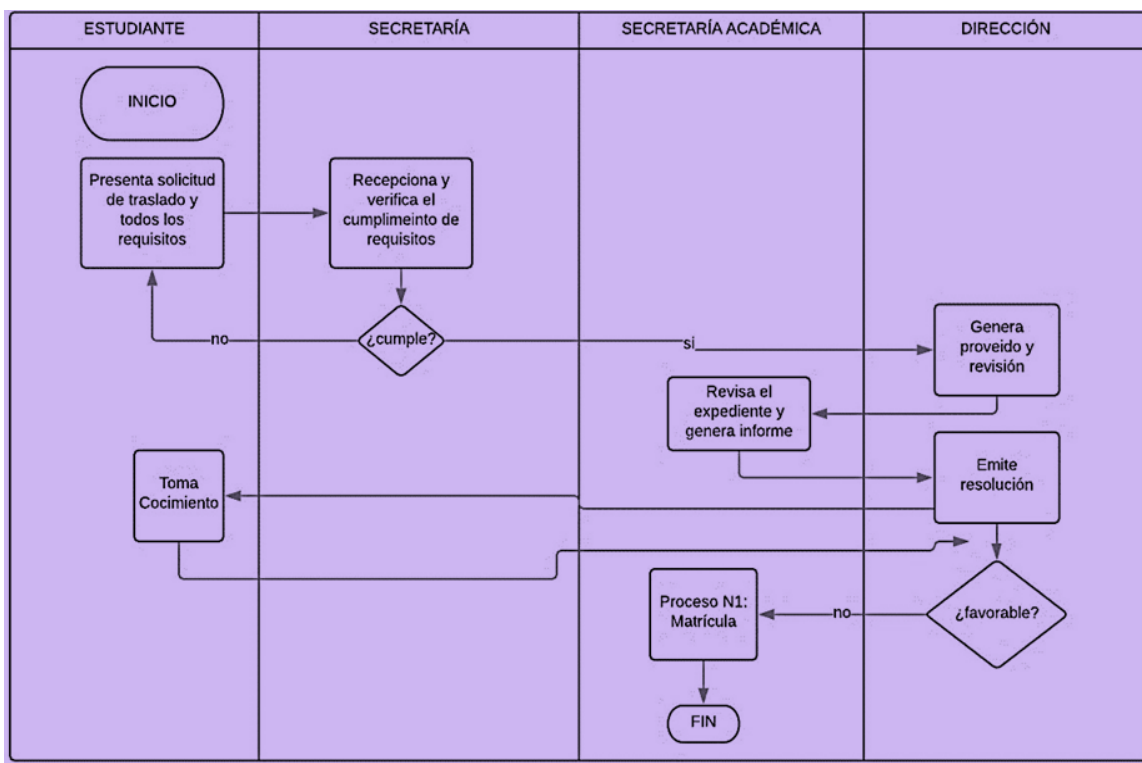 ESTUDIANTE
SECRETARÍA
SECRETARÍA ACADÉMICA
DIRECCIÓN
INICIO
Presenta solicitud
de traslado y
todos los
requisitos
Recepciona y
verifica el
cumplimeinto de
requisitos
¿cumple?
no
si
Genera
proveido y
revisión
Revisa el
expediente y
genera informe
Emite
resolución
Toma
Cocimiento
¿favorable?
no
Proceso N1:
Matrícula
FIN